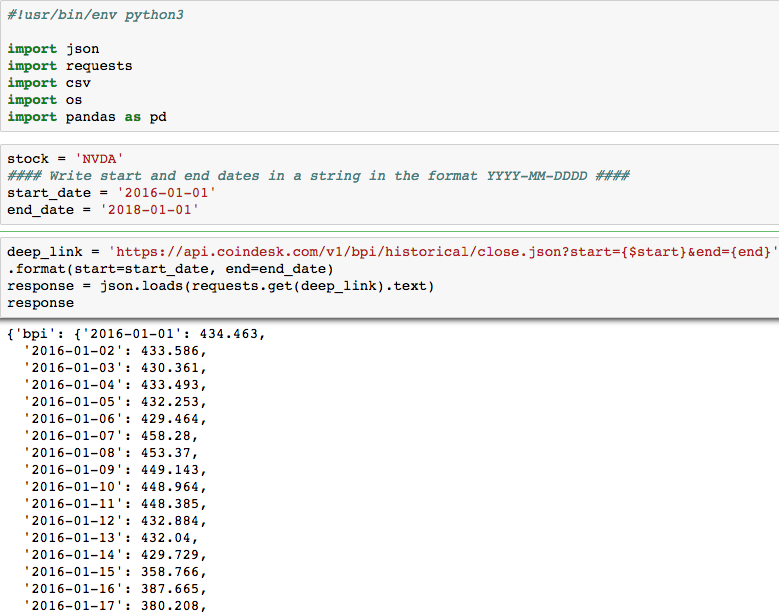 #!usr/bin/env python3
import json
import requests
import csv
import os
import pandas as pd
stock = 'NVDA'
#### Write start and end dates in a string in the format YYYY-MM-DDDD ####
start_date = '2016-01-01'
end_date = '2018-01-01'
deep_link = 'https://api.coindesk.com/v1/bpi/historical/close.json?start={$start}&end={end}'
.format(start=start_date, end=end_date)
response = json.loads(requests.get(deep_link).text)
response
{'bpi': {'2016-01-01': 434.463,
'2016-01-02': 433.586,
'2016-01-03': 430.361,
'2016-01-04': 433.493,
'2016-01-05': 432.253,
'2016-01-06': 429.464,
'2016-01-07': 458.28,
'2016-01-08': 453.37,
'2016-01-09': 449.143,
'2016-01-10': 448.964,
'2016-01-11': 448.385,
'2016-01-12': 432.884,
'2016-01-13': 432.04,
'2016-01-14': 429.729,
'2016-01-15': 358.766,
'2016-01-16': 387.665,
'2016-01-17': 380.208,